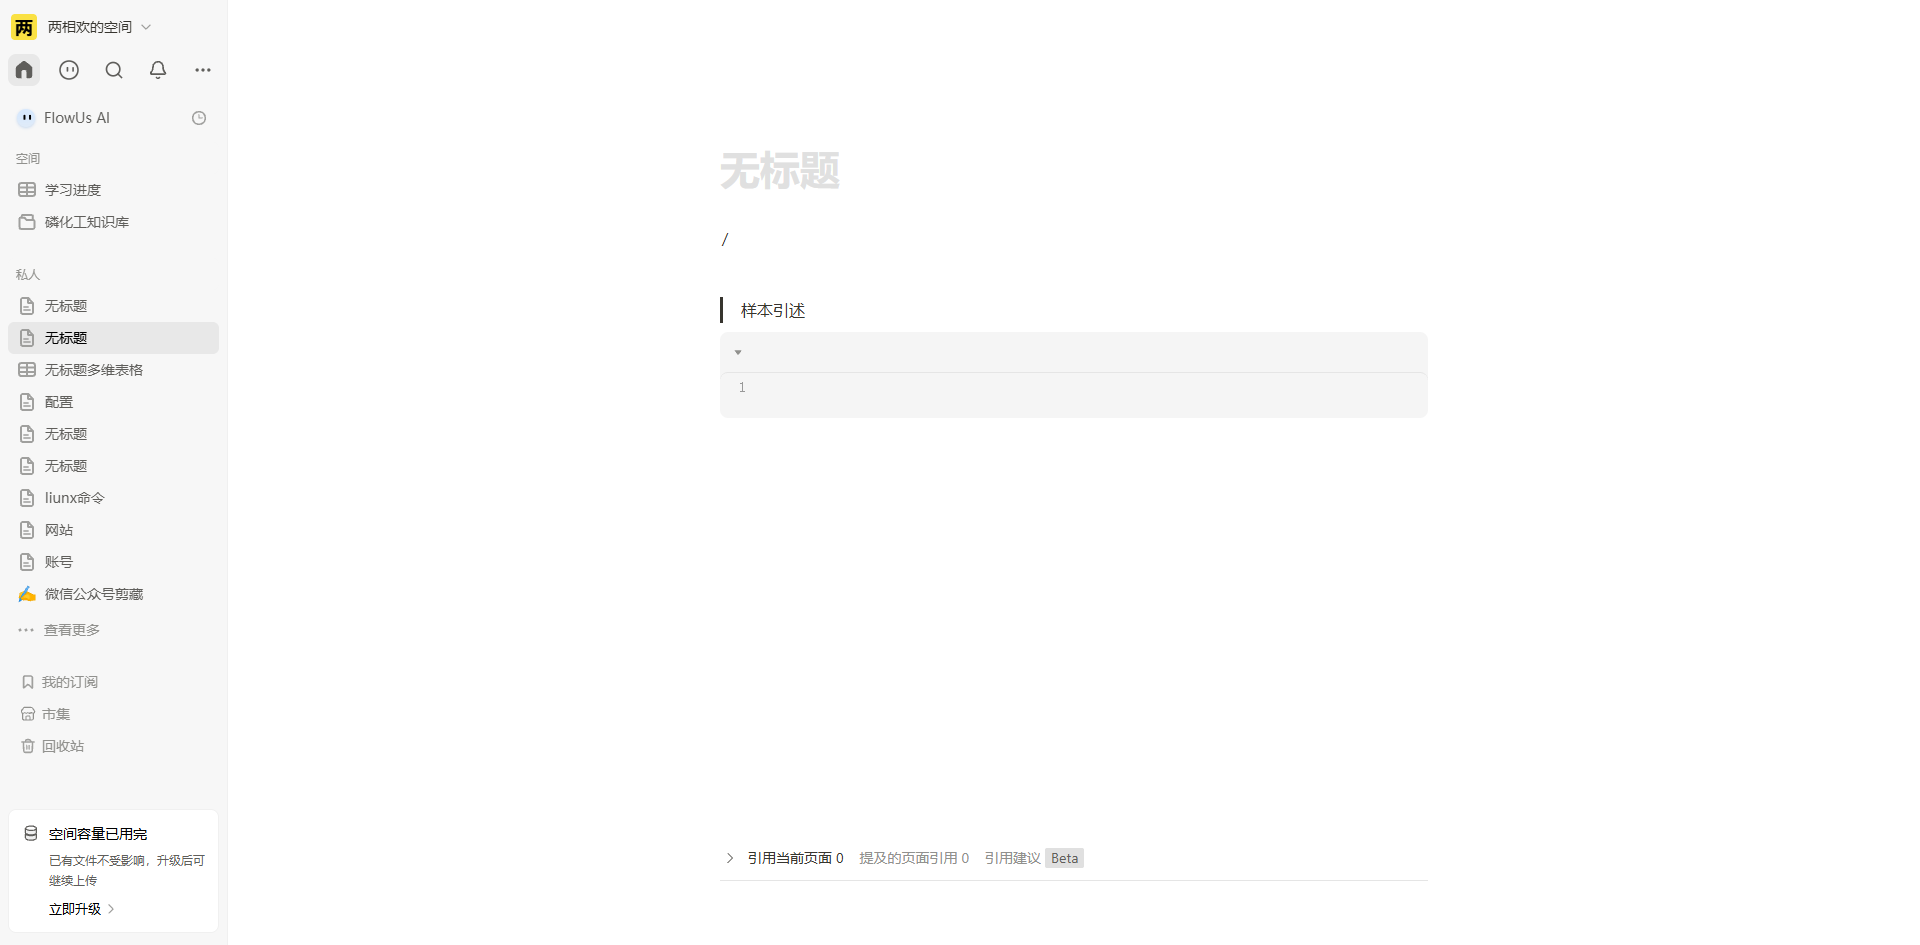 两 两相欢的空间
FlowUs AI
空间
学习进度
磷化工知识库
私人
无标题
无标题
无标题多维表格
配置
无标题
无标题
liunx命令
网站
账号
微信公众号剪藏
查看更多
我的订阅
市集
回收站
空间容量已用完
已有文件不受影响，升级后可
继续上传
立即升级
无标题
/
样本引述
1
引用当前页面 0 提及的页面引用 0 引用建议 Beta